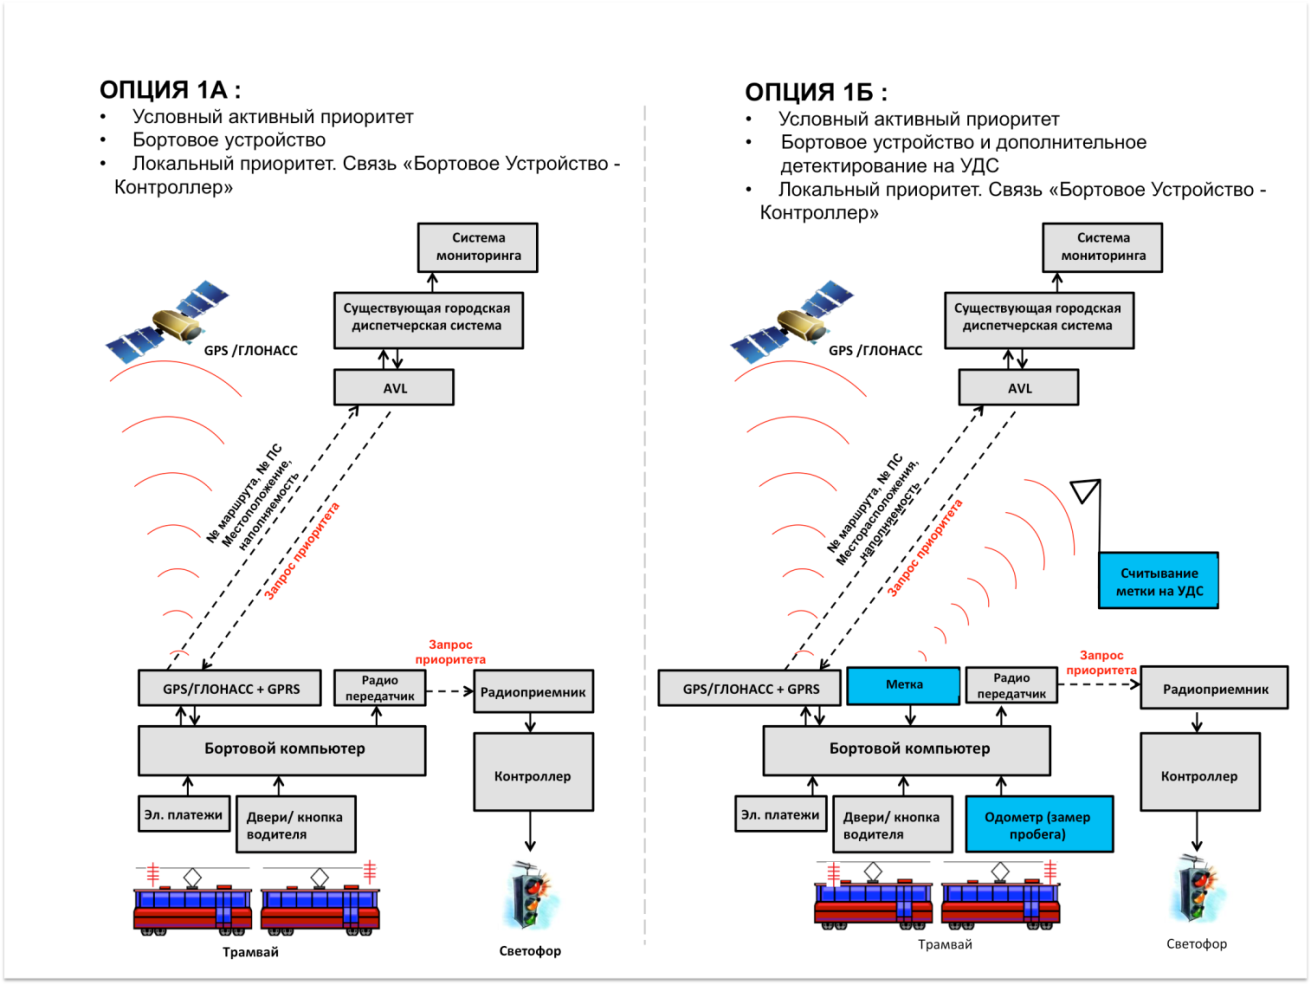 ОПЦИЯ 1А :
• Условный активный приоритет
• Бортовое устройство
• Локальный приоритет. Связь «Бортовое Устройство -
Контроллер»
Система
мониторинга
Существующая городская
диспетчерская система
GPS /ГЛОНАСС
AVL
№ маршрута, № ПС
Местоположение,
наполняемость
Запрос приоритета
Запрос
приоритета
GPS/ГЛОНАСС + GPRS
Радио
передатчик
Радиоприемник
Бортовой компьютер
Контроллер
Эл. платежи
Двери/ кнопка
водителя
Трамвай
Светофор
ОПЦИЯ 1Б :
• Условный активный приоритет
• Бортовое устройство и дополнительное
детектирование на УДС
• Локальный приоритет. Связь «Бортовое Устройство -
Контроллер»
Система
мониторинга
Существующая городская
диспетчерская система
GPS /ГЛОНАСС
AVL
№ маршрута, № ПС
Месторасположения,
наполняемость
Запрос приоритета
Считывание
метки на УДС
Запрос
приоритета
GPS/ГЛОНАСС + GPRS
Метка
Радио
передатчик
Радиоприемник
Бортовой компьютер
Контроллер
Эл. платежи
Двери/ кнопка
водителя
Одометр (замер
пробега)
Трамвай
Светофор